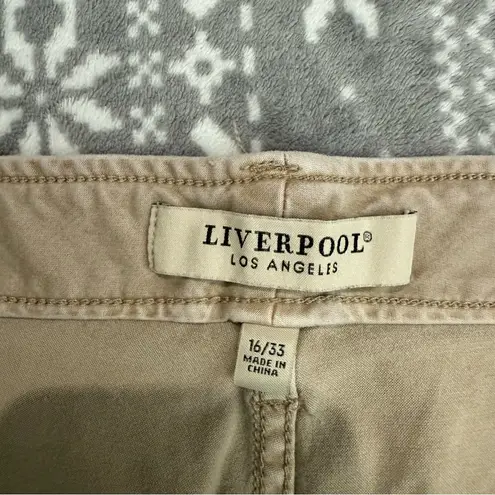 LIVERPOOL®
LOS ANGELES
16/33
MADE IN
CHINA